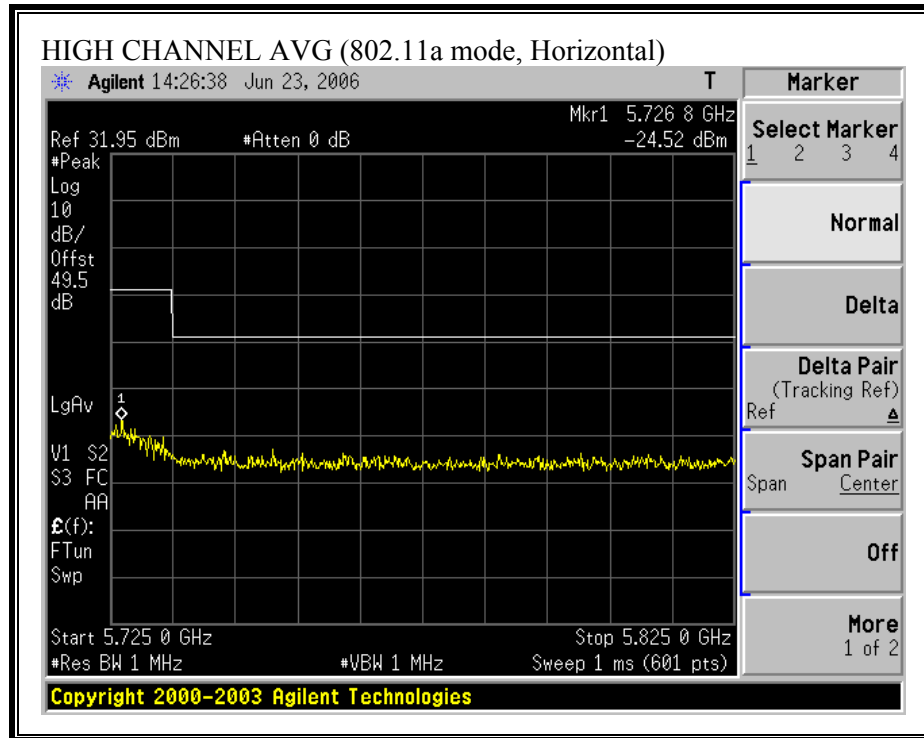 HIGH CHANNEL AVG (802.11a mode, Horizontal)
Agilent 14:26:38 Jun 23, 2006 T
Mkr1 5.726 8 GHz
Ref 31.95 dBm #Atten 0 dB -24.52 dBm
#Peak
Log
10
dB/
Offst
49.5
dB
LgAv
1
V1 S2
S3 FC
AA
£(f):
FTun
Swp
Start 5.725 0 GHz Stop 5.825 0 GHz
#Res BW 1 MHz #VBW 1 MHz Sweep 1 ms (601 pts)
Copyright 2000-2003 Agilent Technologies
Marker
Select Marker
1 2 3 4
Normal
Delta
Delta Pair
(Tracking Ref)
Ref Δ
Span Pair
Span Center
Off
More
1 of 2